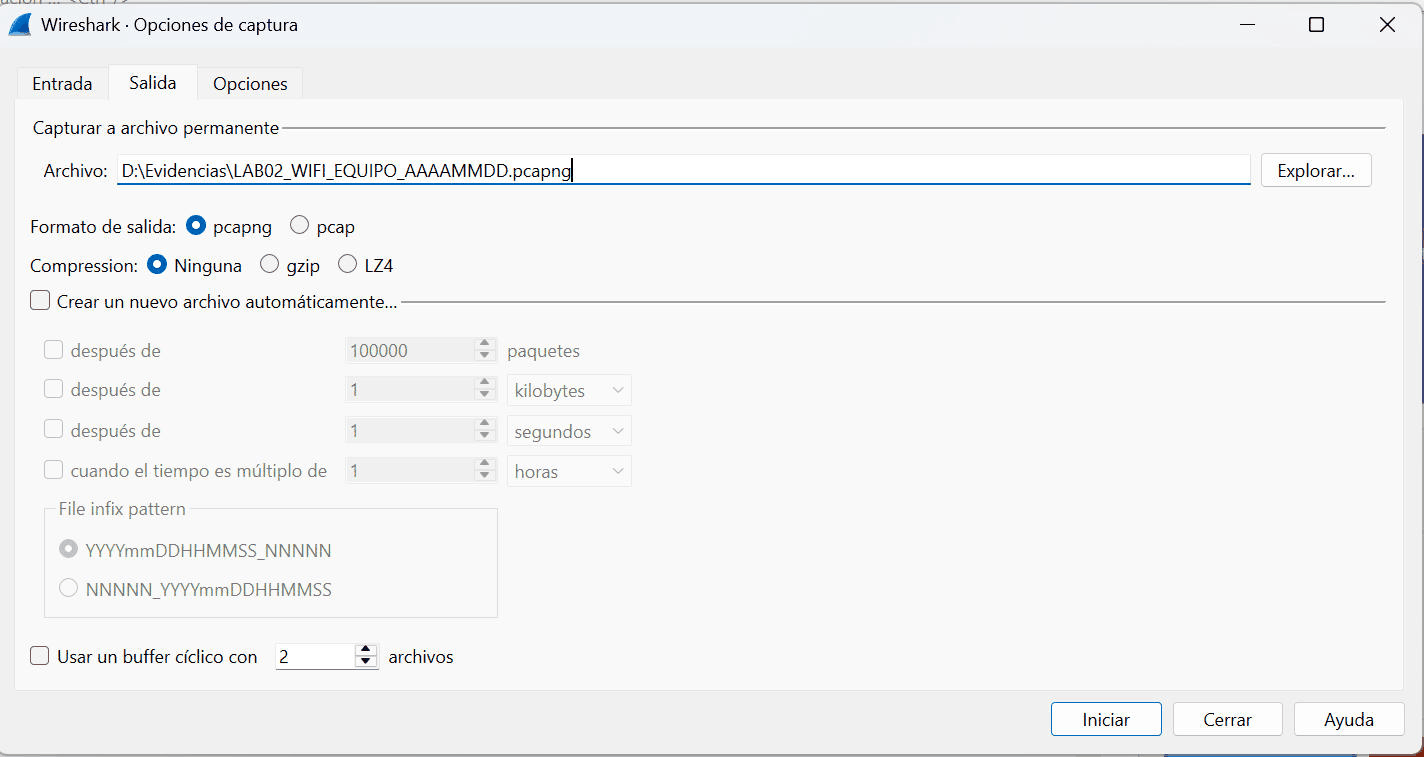 Wireshark · Opciones de captura
Entrada Salida Opciones
Capturar a archivo permanente
Archivo: D:\Evidencias\LAB02_WIFI_EQUIPO_AAAAMMDD.pcapng Explorar...
Formato de salida: pcapng pcap
Compression: Ninguna gzip LZ4
Crear un nuevo archivo automáticamente...
después de 100000 paquetes
después de 1 kilobytes
después de 1 segundos
cuando el tiempo es múltiplo de 1 horas
File infix pattern
YYYYmmDDHHMMSS_NNNNN
NNNNN_YYYYmmDDHHMMSS
Usar un buffer cíclico con 2 archivos
Iniciar Cerrar Ayuda